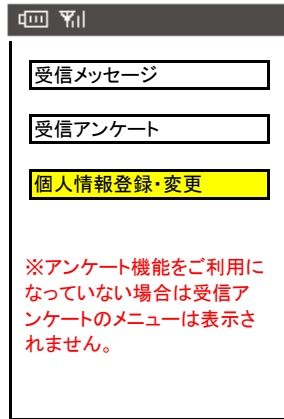 受信メッセージ
受信アンケート
個人情報登録・変更
※アンケート機能をご利用に
なっていない場合は受信ア
ンケートのメニューは表示さ
れません。